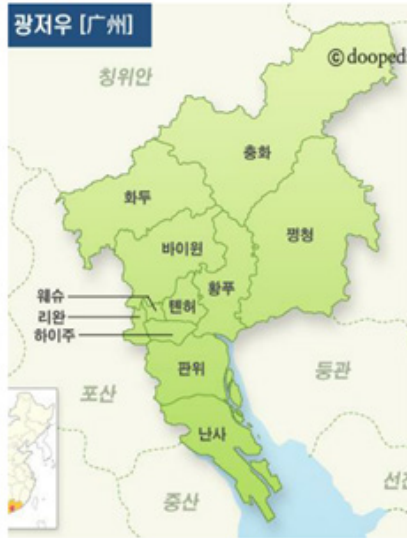 광저우 [广州]
© dooped
칭위안
충화
화두
쩡청
바이윈
황푸
웨슈
톈허
리완
하이주
판위
둥관
포산
난사
중산
선전